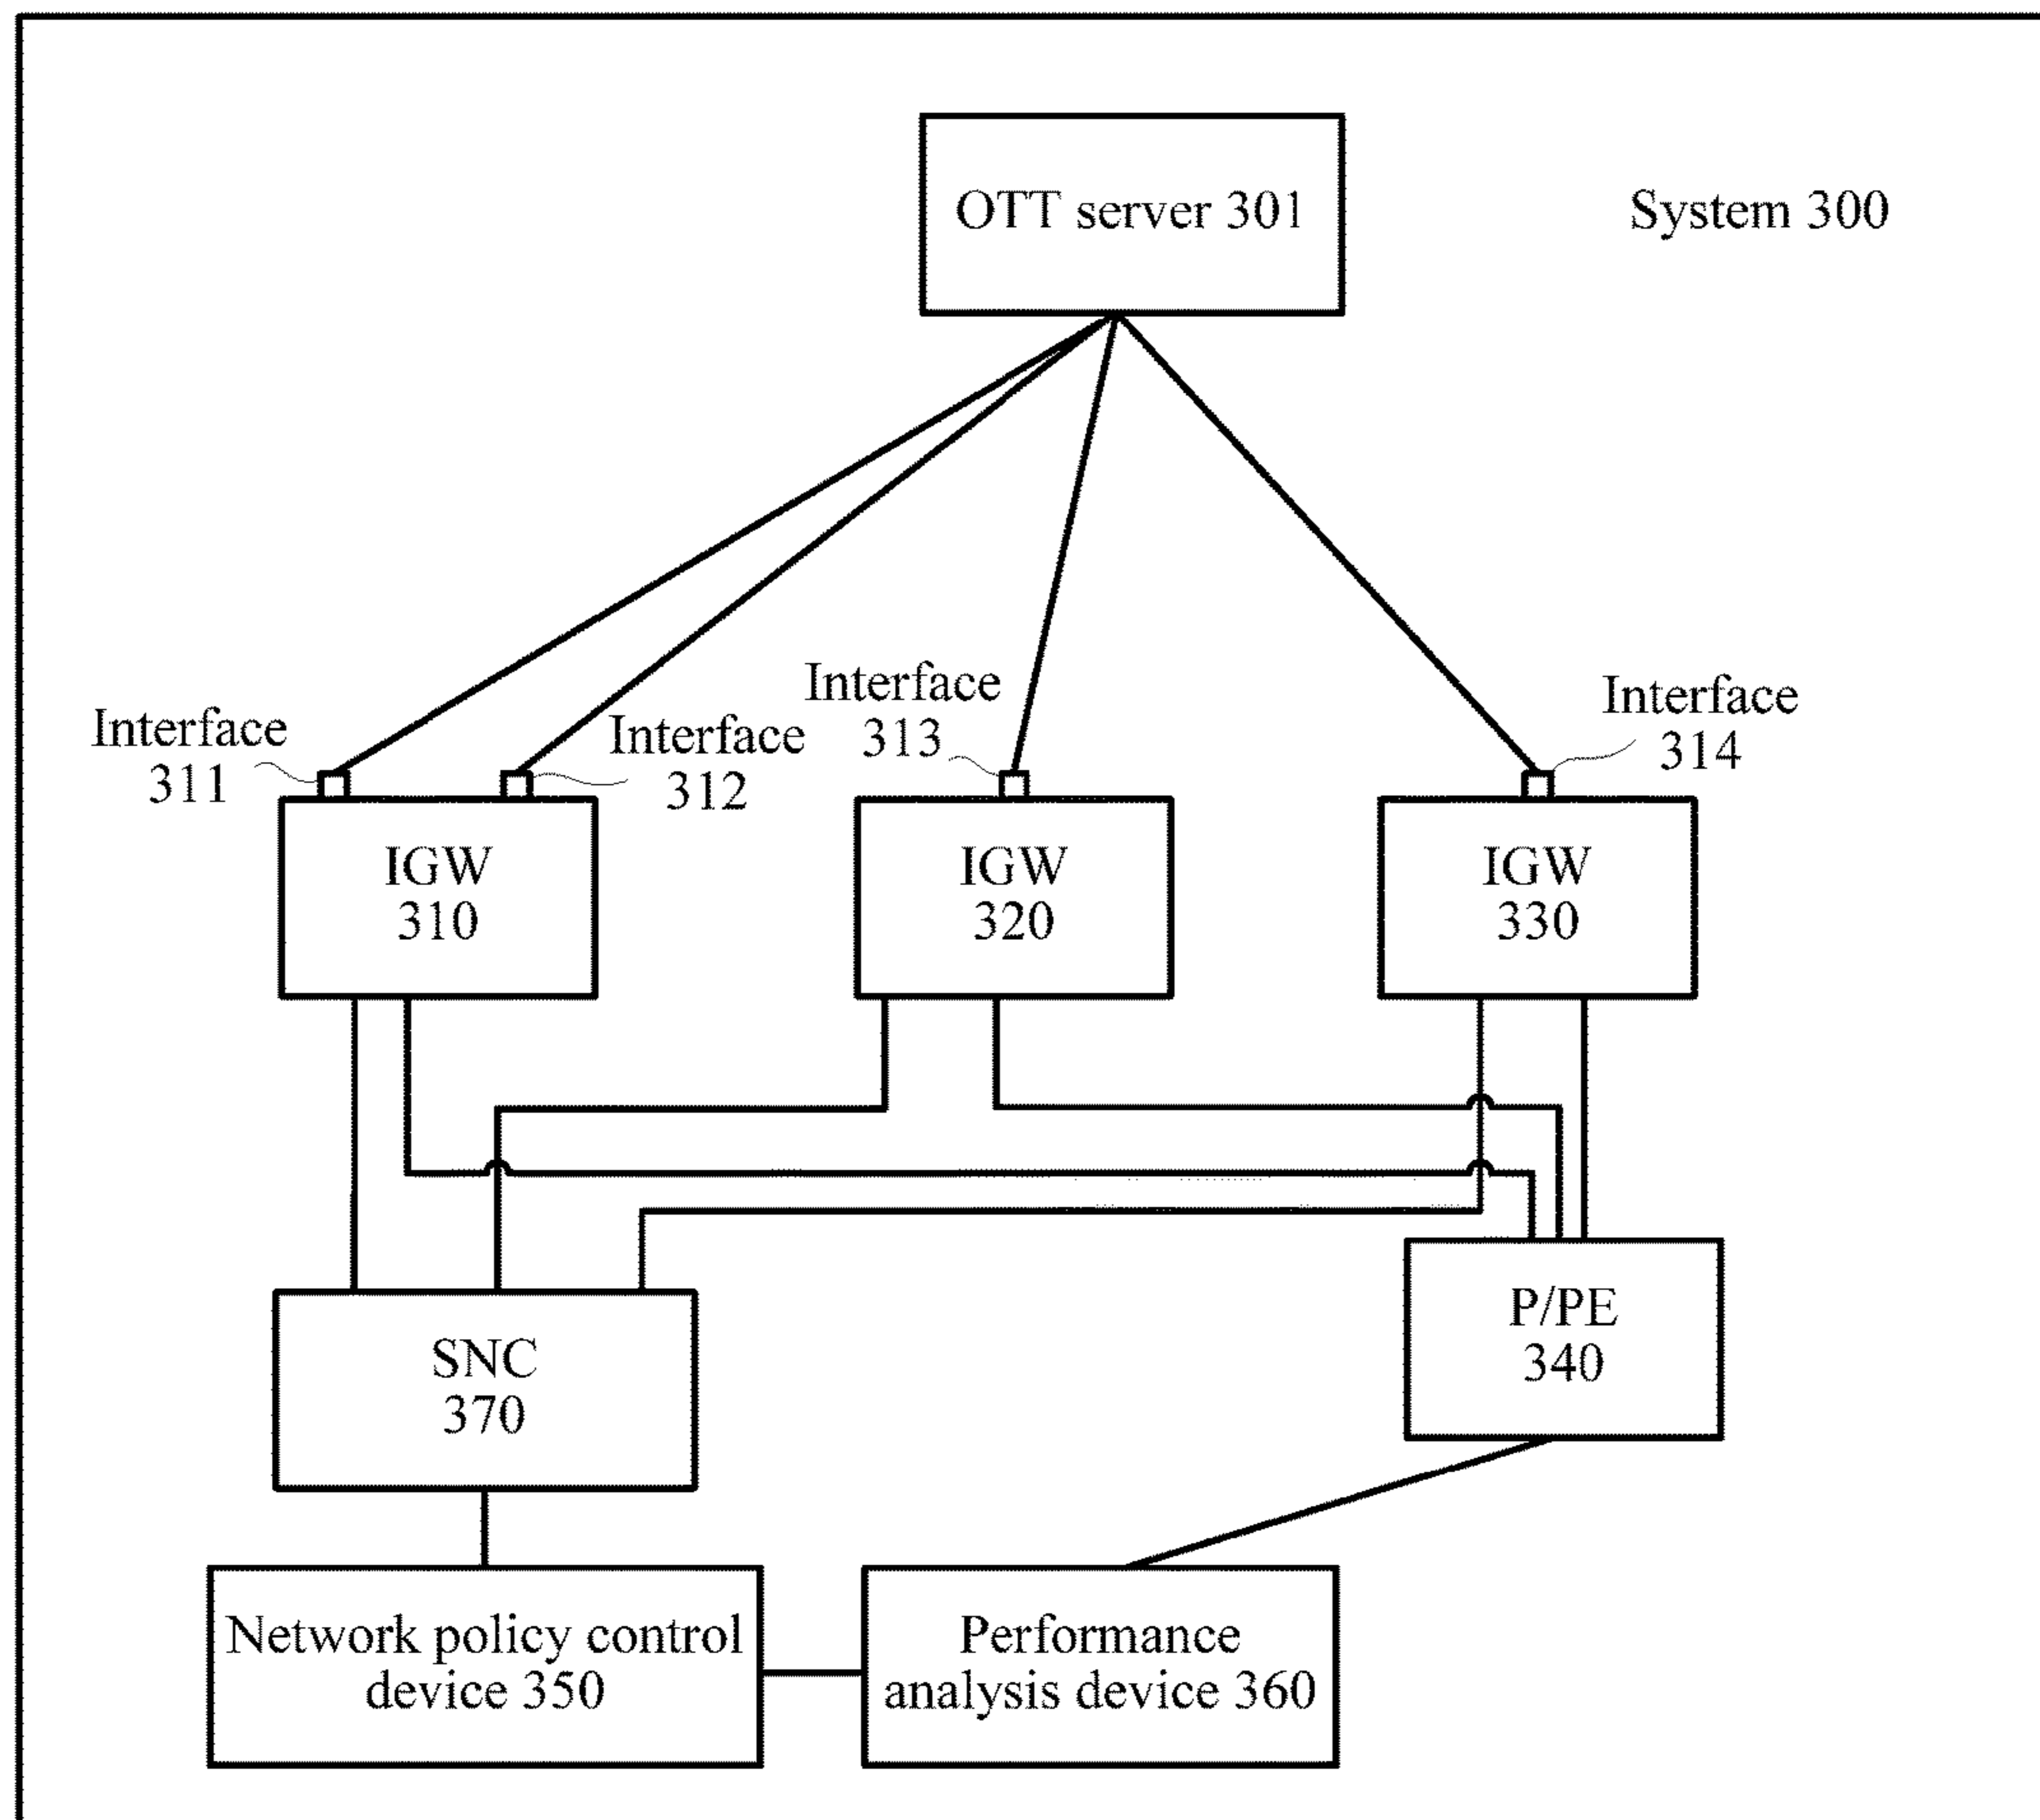 OTT server 301
System 300
Interface
311
Interface
312
Interface
313
Interface
314
IGW
310
IGW
320
IGW
330
SNC
370
P/PE
340
Network policy control
device 350
Performance
analysis device 360